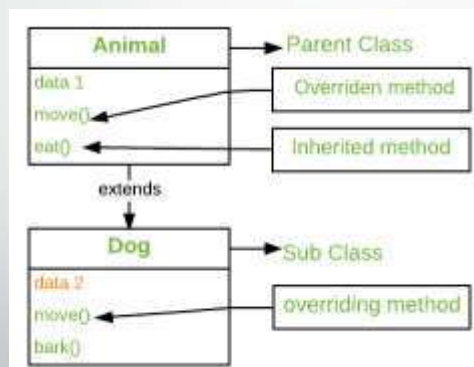 Animal
Parent Class
data 1
Overriden method
move()
eat()
Inherited method
extends
Dog
Sub Class
data 2
move()
overriding method
bark()